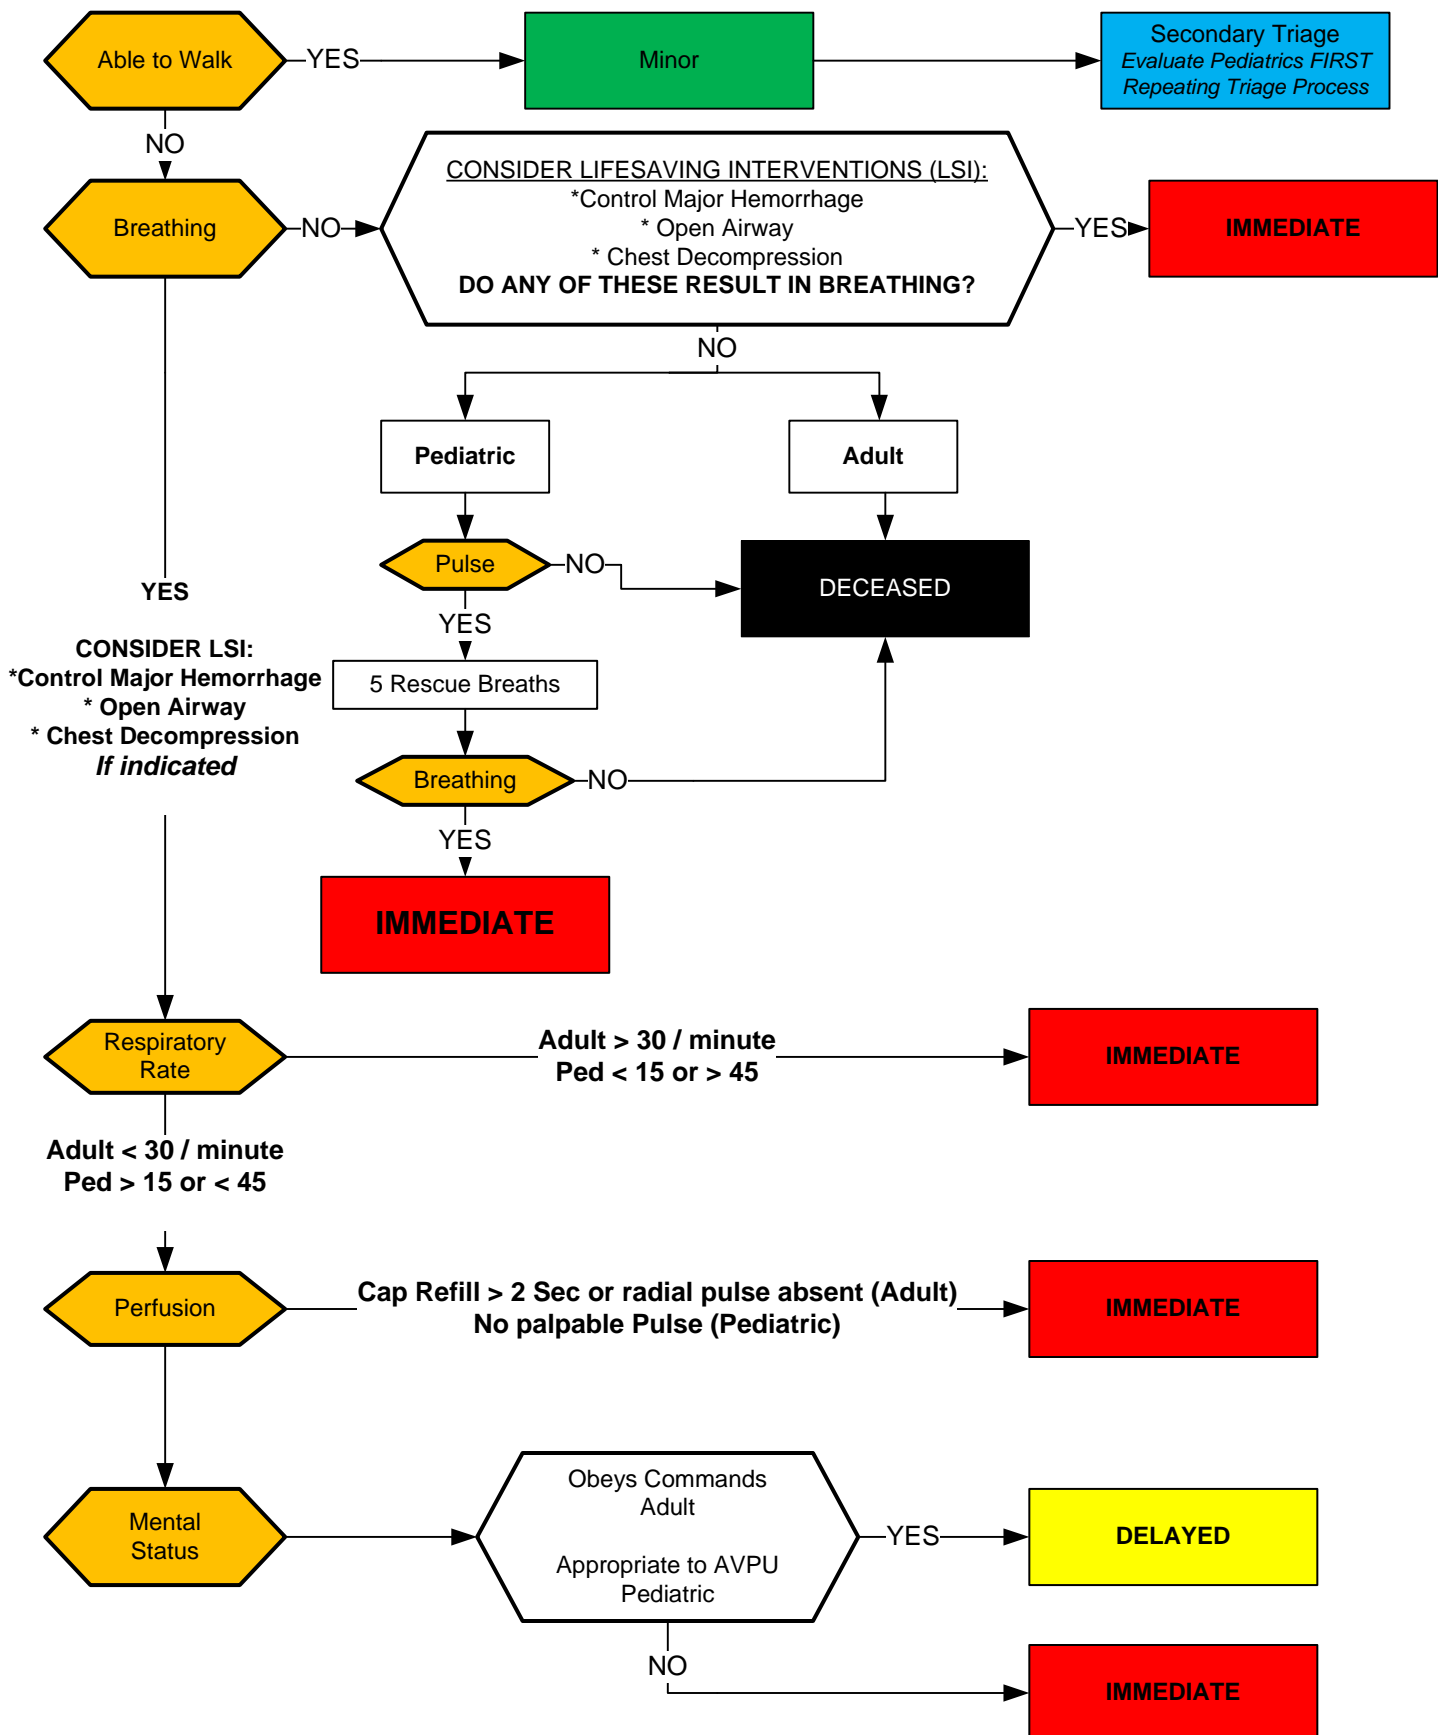 Able to Walk
YES
Minor
Secondary Triage
Evaluate Pediatrics FIRST
Repeating Triage Process
NO
Breathing
NO
CONSIDER LIFESAVING INTERVENTIONS (LSI):
*Control Major Hemorrhage
* Open Airway
* Chest Decompression
DO ANY OF THESE RESULT IN BREATHING?
YES
IMMEDIATE
NO
Pediatric
Adult
Pulse
NO
DECEASED
YES
5 Rescue Breaths
Breathing
NO
YES
IMMEDIATE
YES
CONSIDER LSI:
*Control Major Hemorrhage
* Open Airway
* Chest Decompression
If indicated
Respiratory
Rate
Adult > 30 / minute
Ped < 15 or > 45
IMMEDIATE
Adult < 30 / minute
Ped > 15 or < 45
Perfusion
Cap Refill > 2 Sec or radial pulse absent (Adult)
No palpable Pulse (Pediatric)
IMMEDIATE
Mental
Status
Obeys Commands
Adult
Appropriate to AVPU
Pediatric
YES
DELAYED
NO
IMMEDIATE